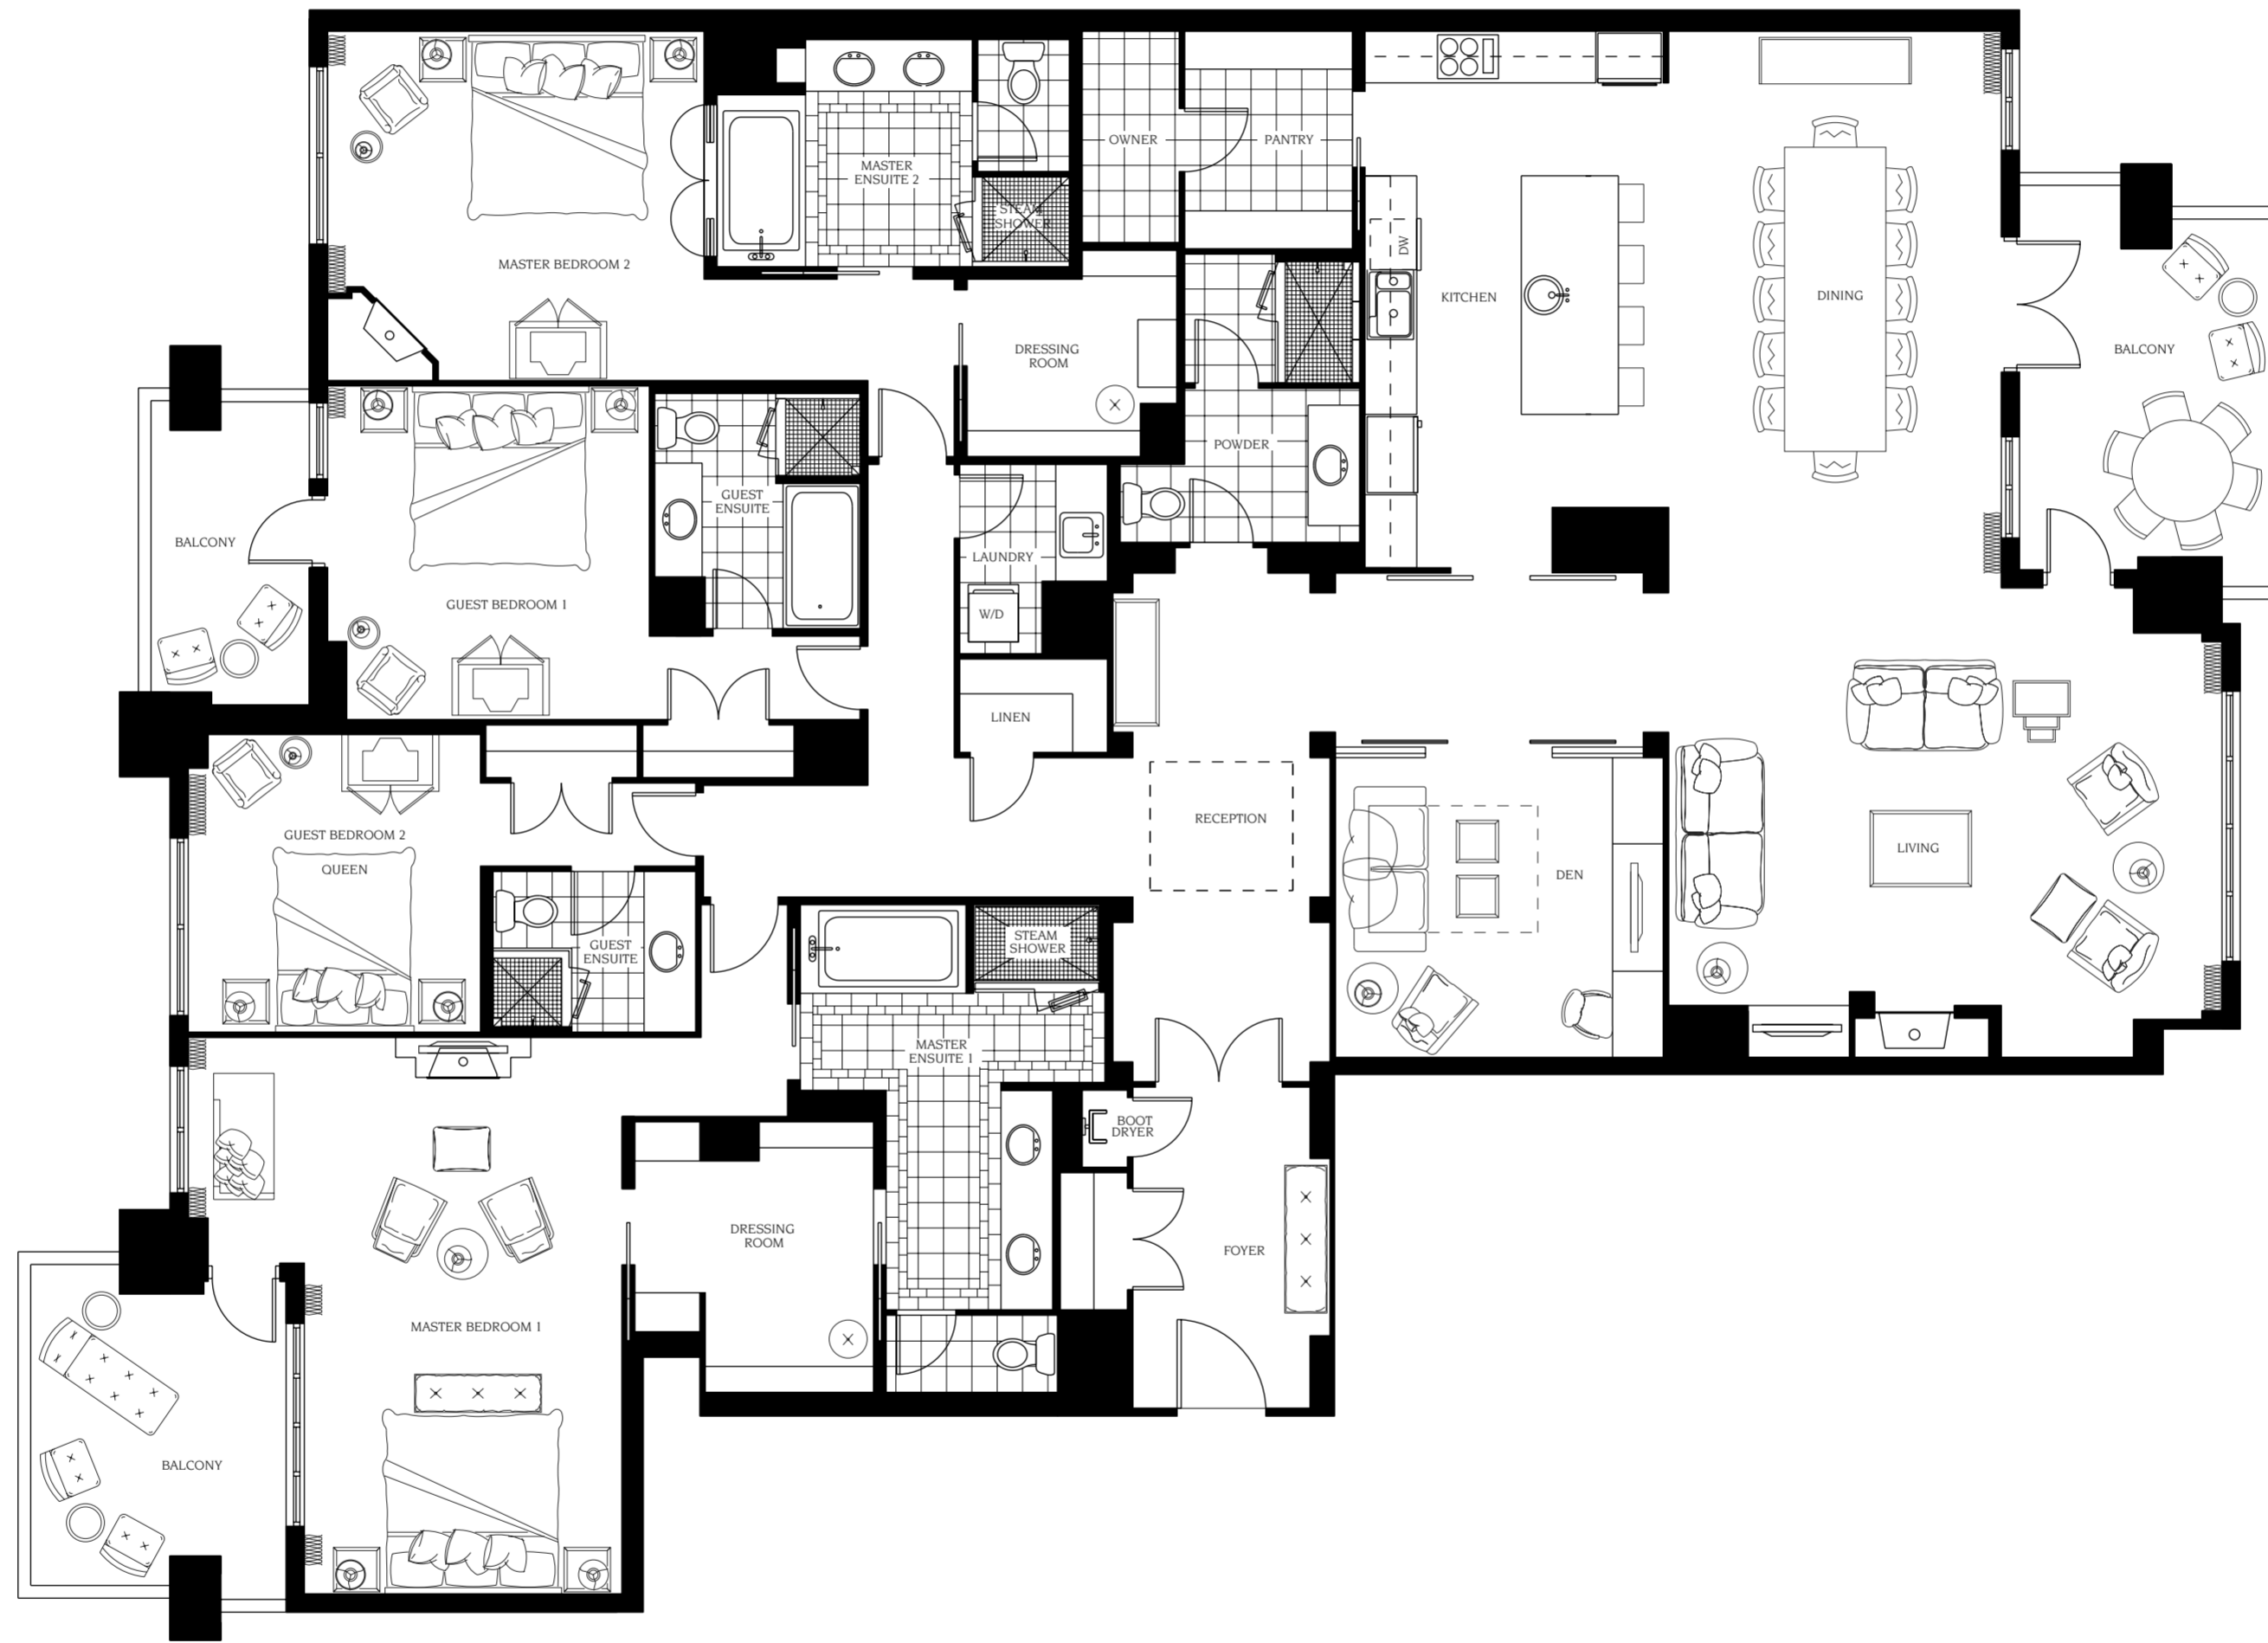 OWNER
PANTRY
MASTER
ENSUITE 2
STEAM
SHOWER
DW
MASTER BEDROOM 2
KITCHEN
DINING
DRESSING
ROOM
BALCONY
POWDER
GUEST
ENSUITE
BALCONY
LAUNDRY
GUEST BEDROOM 1
W/D
LINEN
RECEPTION
GUEST BEDROOM 2
QUEEN
LIVING
DEN
GUEST
ENSUITE
STEAM
SHOWER
MASTER
ENSUITE 1
BOOT
DRYER
DRESSING
ROOM
FOYER
MASTER BEDROOM 1
BALCONY